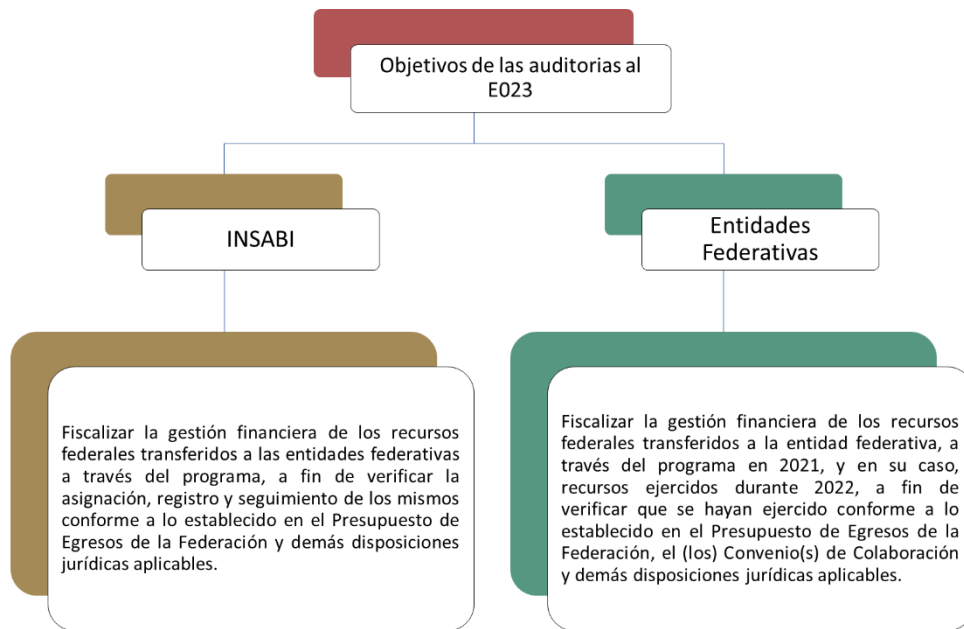 Objetivos de las auditorias al
E023
INSABI
Entidades
Federativas
Fiscalizar la gestión financiera de los recursos
federales transferidos a las entidades federativas
a través del programa, a fin de verificar la
asignación, registro y seguimiento de los mismos
conforme a lo establecido en el Presupuesto de
Egresos de la Federación y demás disposiciones
jurídicas aplicables.
Fiscalizar la gestión financiera de los recursos
federales transferidos a la entidad federativa, a
través del programa en 2021, y en su caso,
recursos ejercidos durante 2022, a fin de
verificar que se hayan ejercido conforme a lo
establecido en el Presupuesto de Egresos de la
Federación, el (los) Convenio(s) de Colaboración
y demás disposiciones jurídicas aplicables.